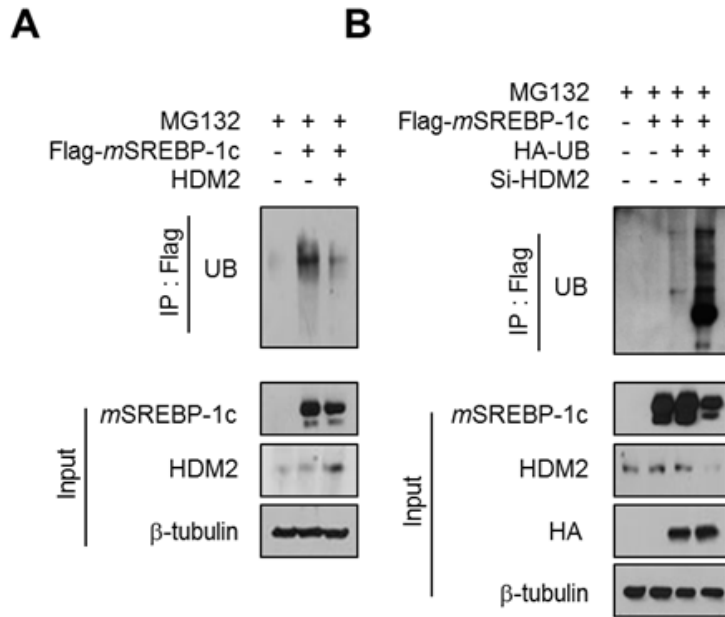 A
MG132 + + +
Flag-mSREBP-1c - + +
HDM2 - - +
IP : Flag
UB
Input
mSREBP-1c
HDM2
β-tubulin
B
MG132 + + + +
Flag-mSREBP-1c - + + +
HA-UB - - + +
Si-HDM2 - - - +
IP : Flag
UB
Input
mSREBP-1c
HDM2
HA
β-tubulin